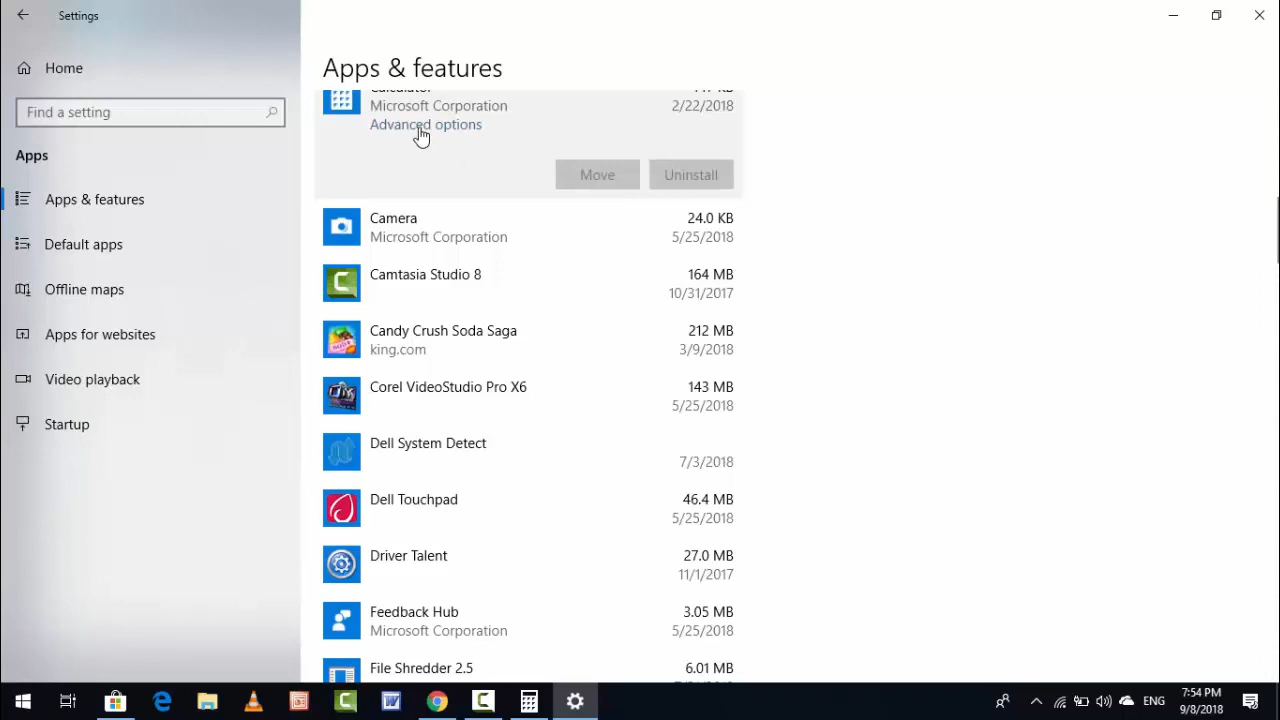 Settings
Home
Find a setting
Apps
Apps & features
Default apps
Offline maps
Apps for websites
Video playback
Startup
Apps & features
Calculator
Microsoft Corporation 2/22/2018
Advanced options
Move Uninstall
Camera 24.0 KB
Microsoft Corporation 5/25/2018
Camtasia Studio 8 164 MB
10/31/2017
Candy Crush Soda Saga 212 MB
king.com 3/9/2018
Corel VideoStudio Pro X6 143 MB
5/25/2018
Dell System Detect
7/3/2018
Dell Touchpad 46.4 MB
5/25/2018
Driver Talent 27.0 MB
11/1/2017
Feedback Hub 3.05 MB
Microsoft Corporation 5/25/2018
File Shredder 2.5 6.01 MB
ENG
7:54 PM
9/8/2018